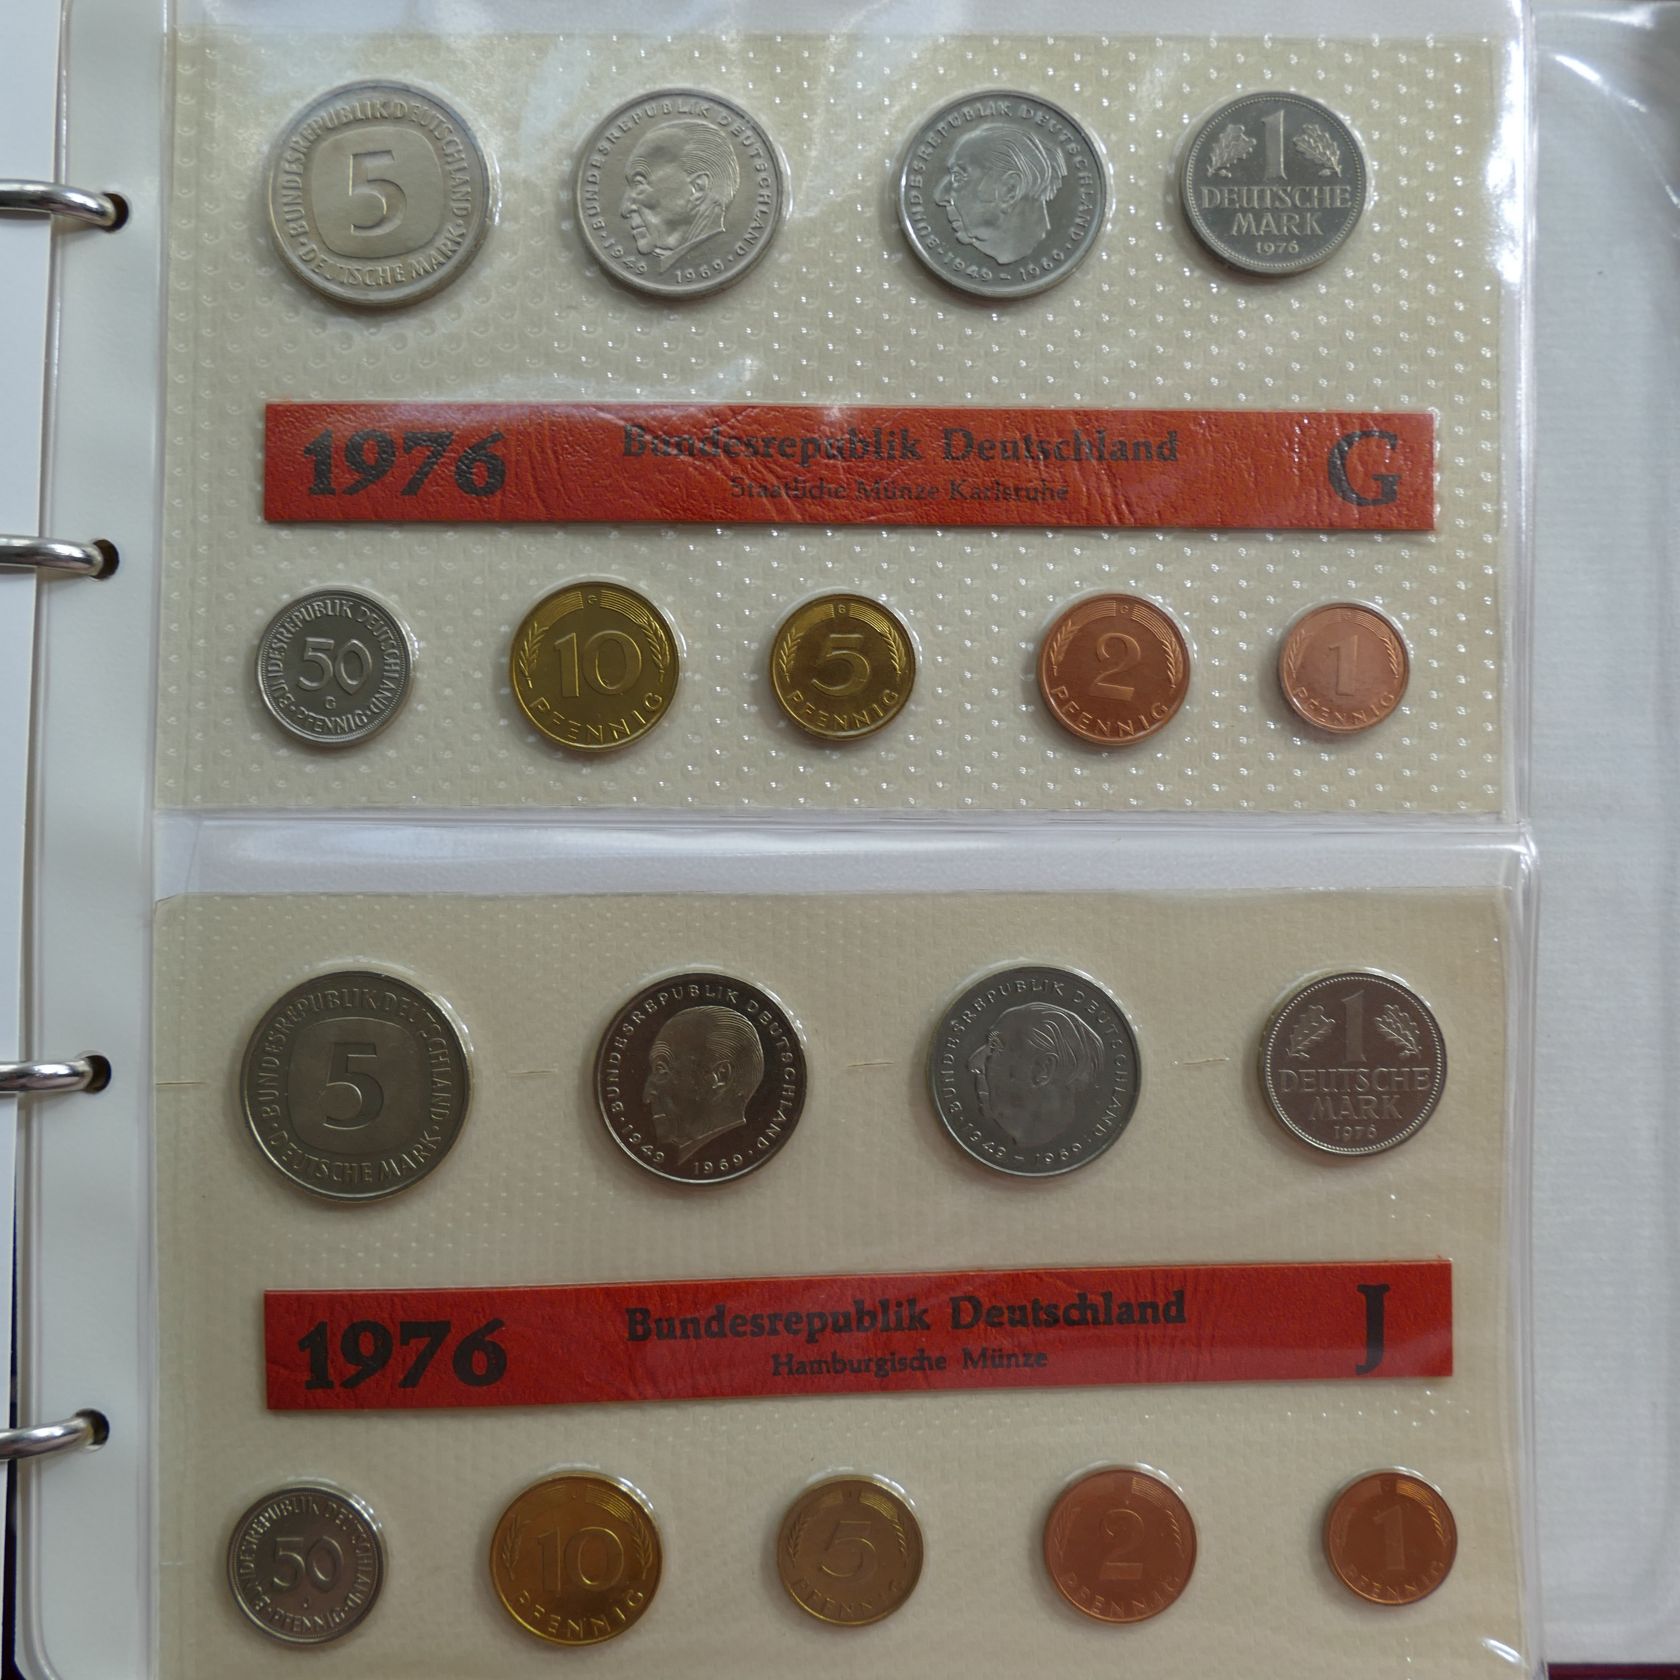 BUNDESREPUBLIK DEUTSCHLAND
5
DEUTSCHE MARK
BUNDESREPUBLIK DEUTSCHLAND
1949 1969
BUNDESREPUBLIK DEUTSCHLAND
1949 – 1969
1
DEUTSCHE
MARK
1976
1976
Bundesrepublik Deutschland
Staatliche Münze Karlsruhe
G
BUNDESREPUBLIK DEUTSCHLAND
50
G
PFENNIG
G
10
PFENNIG
G
5
PFENNIG
G
2
PFENNIG
G
1
PFENNIG
BUNDESREPUBLIK DEUTSCHLAND
5
DEUTSCHE MARK
BUNDESREPUBLIK DEUTSCHLAND
1949 1969
BUNDESREPUBLIK DEUTSCHLAND
1949 – 1969
1
DEUTSCHE
MARK
1976
1976
Bundesrepublik Deutschland
Hamburgische Münze
J
BUNDESREPUBLIK DEUTSCHLAND
50
J
PFENNIG
10
PFENNIG
5
PFENNIG
2
PFENNIG
1
PFENNIG